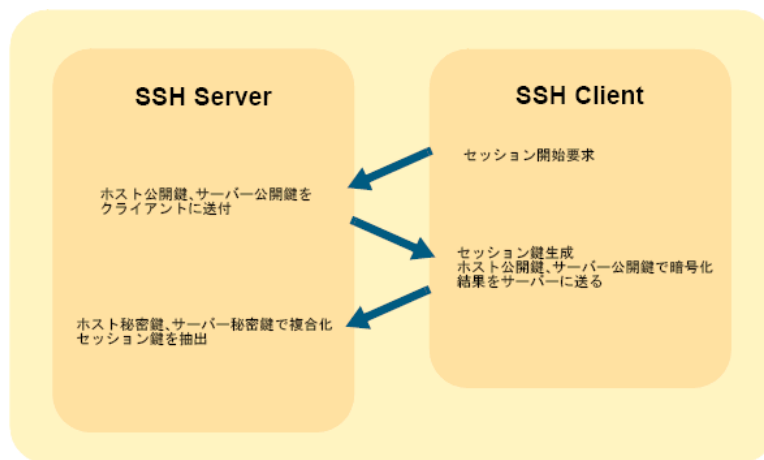 SSH Server
SSH Client
セッション開始要求
ホスト公開鍵、サーバー公開鍵を
クライアントに送付
セッション鍵生成
ホスト公開鍵、サーバー公開鍵で暗号化
結果をサーバーに送る
ホスト秘密鍵、サーバー秘密鍵で複合化
セッション鍵を抽出